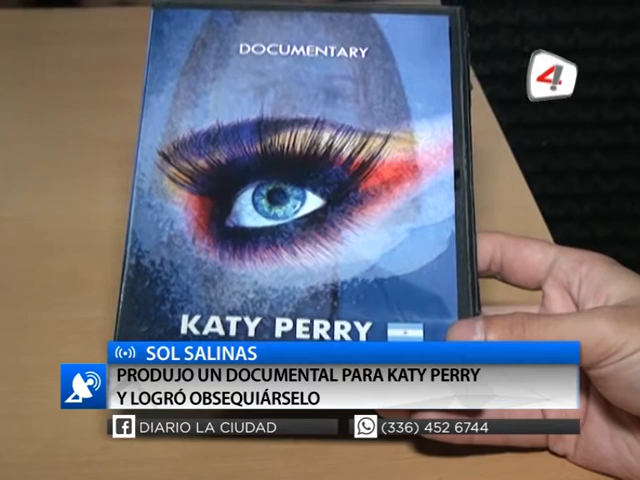 DOCUMENTARY
4
KATY PERRY
SOL SALINAS
PRODUJO UN DOCUMENTAL PARA KATY PERRY
Y LOGRÓ OBSEQUIÁRSELO
DIARIO LA CIUDAD
(336) 452 6744